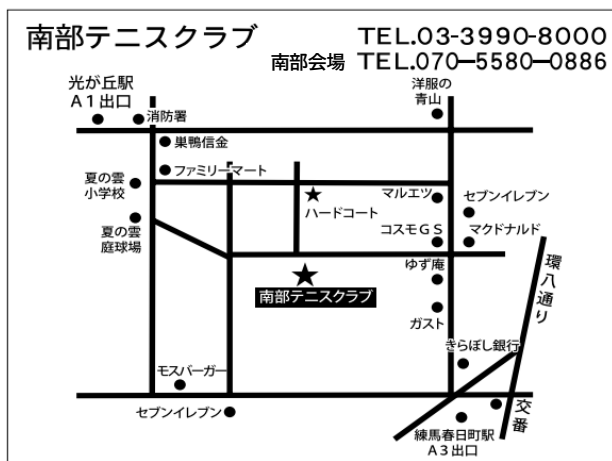 南部テニスクラブ
TEL.03-3990-8000
南部会場 TEL.070-5580-0886
光が丘駅
A1出口
消防署
洋服の
青山
巣鴨信金
ファミリーマート
夏の雲
小学校
ハードコート
マルエツ
セブンイレブン
夏の雲
庭球場
コスモGS
マクドナルド
環八通り
ゆず庵
南部テニスクラブ
ガスト
きらぼし銀行
モスバーガー
セブンイレブン
交番
練馬春日町駅
A3出口